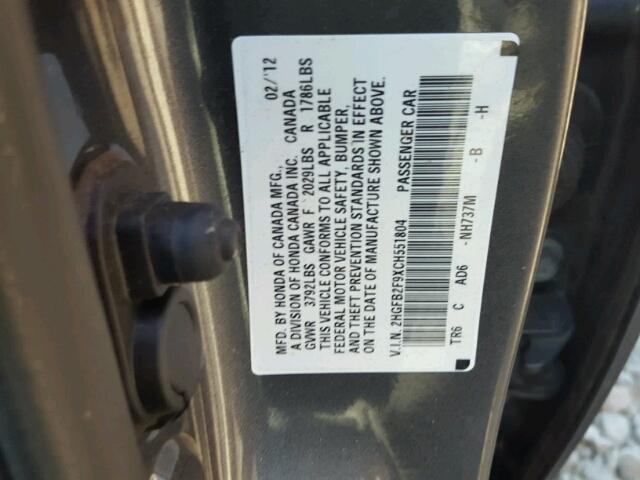 MFD. BY HONDA OF CANADA MFG., 02/'12
A DIVISION OF HONDA CANADA INC. CANADA
GVWR 3792LBS GAWR F 2029LBS R 1786LBS
THIS VEHICLE CONFORMS TO ALL APPLICABLE
FEDERAL MOTOR VEHICLE SAFETY, BUMPER,
AND THEFT PREVENTION STANDARDS IN EFFECT
ON THE DATE OF MANUFACTURE SHOWN ABOVE.
V.I.N. 2HGFB2F9XCH551804 PASSENGER CAR
TR6 C AD6 -NH737M -B -H